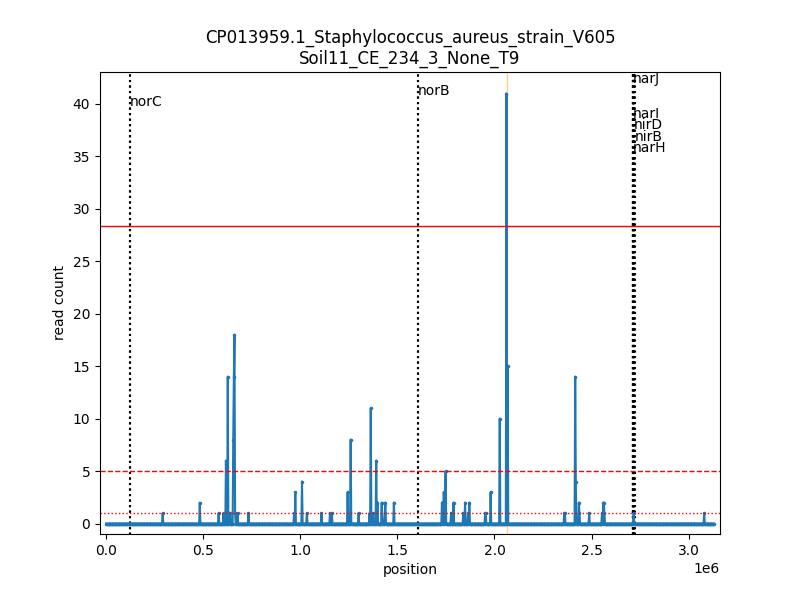 CP013959.1_Staphylococcus_aureus_strain_V605
Soil11_CE_234_3_None_T9
narJ
norB
norC
narI
nirD
nirB
narH
read count
40
35
30
25
20
15
10
5
0
0.0
0.5
1.0
1.5
2.0
2.5
3.0
1e6
position